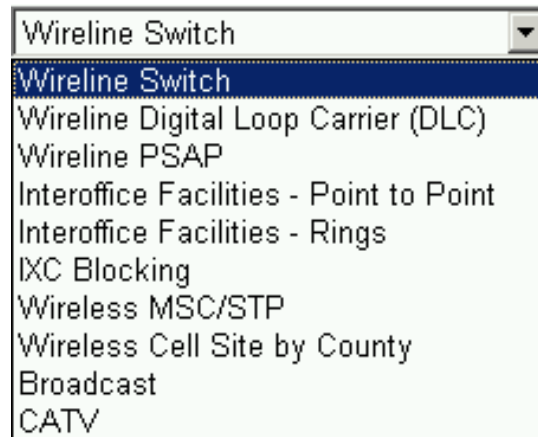 Wireline Switch
Wireline Switch
Wireline Digital Loop Carrier (DLC)
Wireline PSAP
Interoffice Facilities - Point to Point
Interoffice Facilities - Rings
IXC Blocking
Wireless MSC/STP
Wireless Cell Site by County
Broadcast
CATV